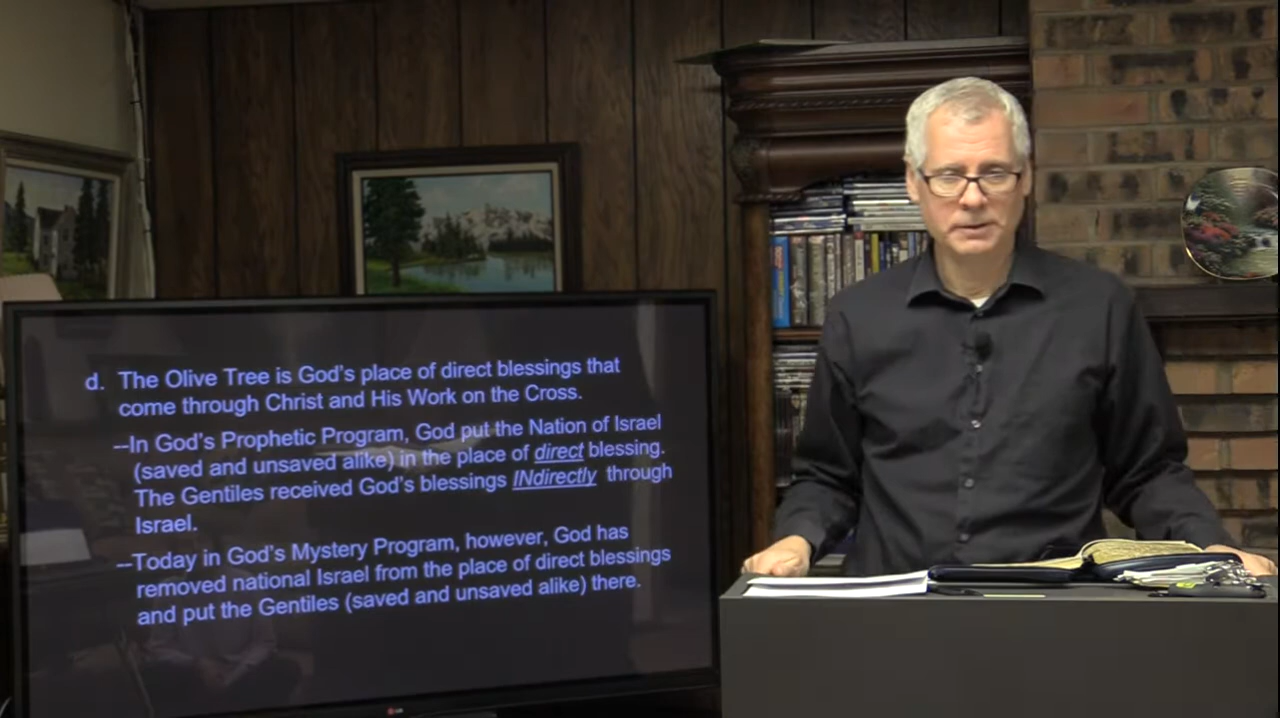 d. The Olive Tree is God's place of direct blessings that
come through Christ and His Work on the Cross.
--In God's Prophetic Program, God put the Nation of Israel
(saved and unsaved alike) in the place of direct blessing.
The Gentiles received God's blessings INdirectly through
Israel.
--Today in God's Mystery Program, however, God has
removed national Israel from the place of direct blessings
and put the Gentiles (saved and unsaved alike) there.
LG